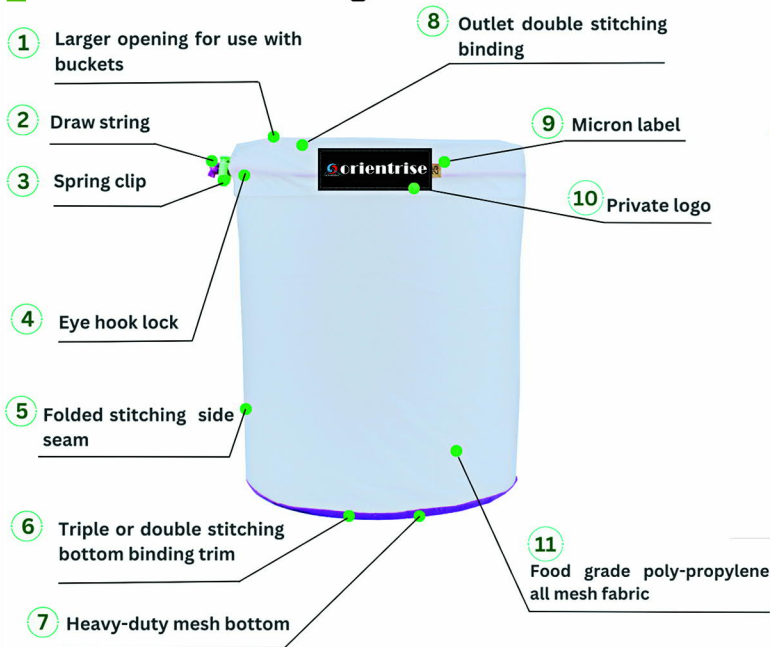 1
Larger opening for use with
buckets
2
Draw string
3
Spring clip
4
Eye hook lock
5
Folded stitching side
seam
6
Triple or double stitching
bottom binding trim
7
Heavy-duty mesh bottom
8
Outlet double stitching
binding
9
Micron label
10
Private logo
11
Food grade poly-propylene
all mesh fabric
orientrise